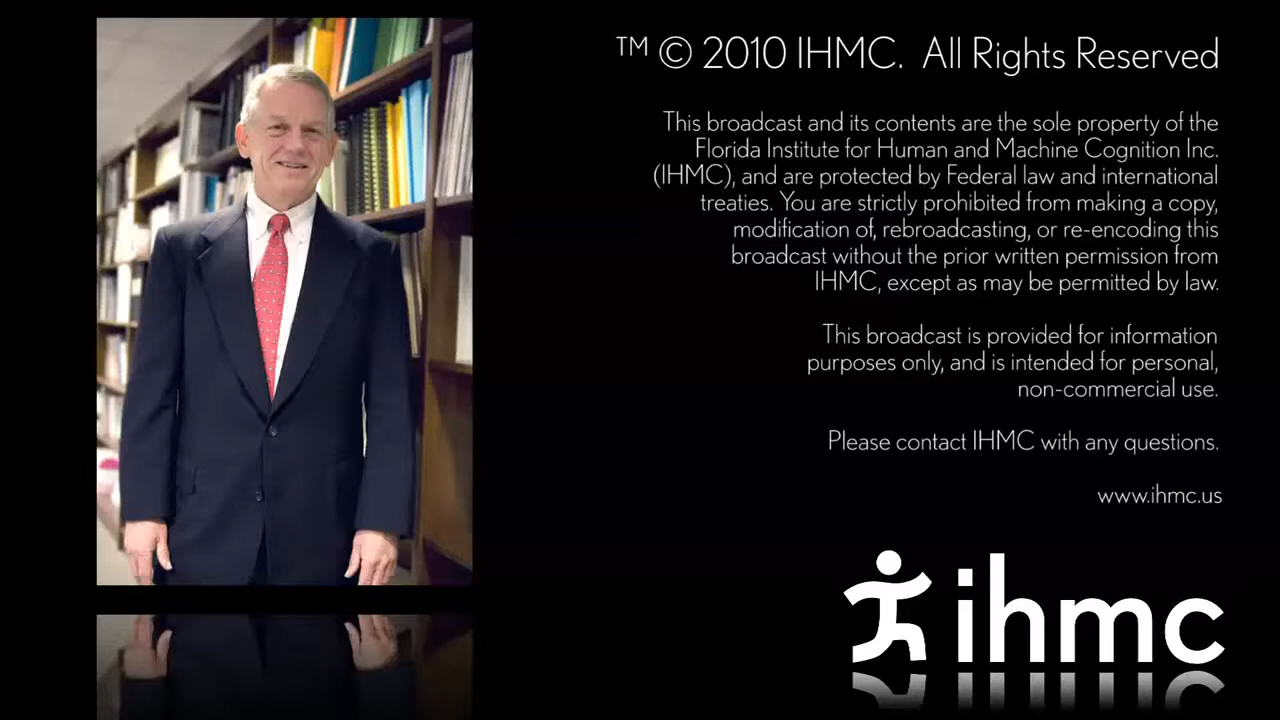 ™ © 2010 IHMC.  All Rights Reserved
This broadcast and its contents are the sole property of the
Florida Institute for Human and Machine Cognition Inc.
(IHMC), and are protected by Federal law and international
treaties. You are strictly prohibited from making a copy,
modification of, rebroadcasting, or re-encoding this
broadcast without the prior written permission from
IHMC, except as may be permitted by law.
This broadcast is provided for information
purposes only, and is intended for personal,
non-commercial use.
Please contact IHMC with any questions.
www.ihmc.us
ihmc